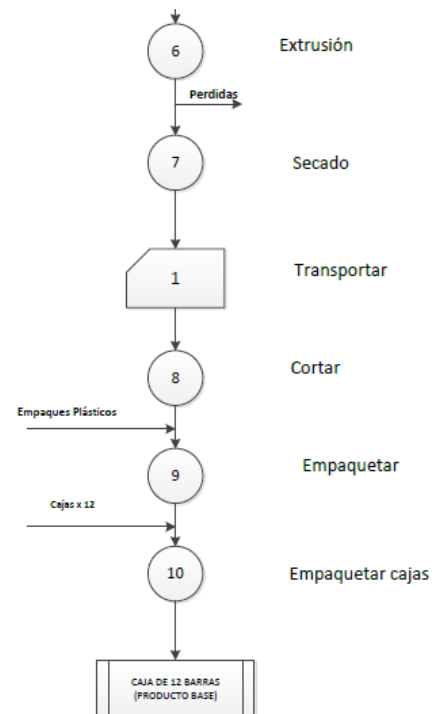 6
Extrusión
Perdidas
7
Secado
1
Transportar
8
Cortar
Empaques Plásticos
9
Empaquetar
Cajas x 12
10
Empaquetar cajas
CAJA DE 12 BARRAS
(PRODUCTO BASE)